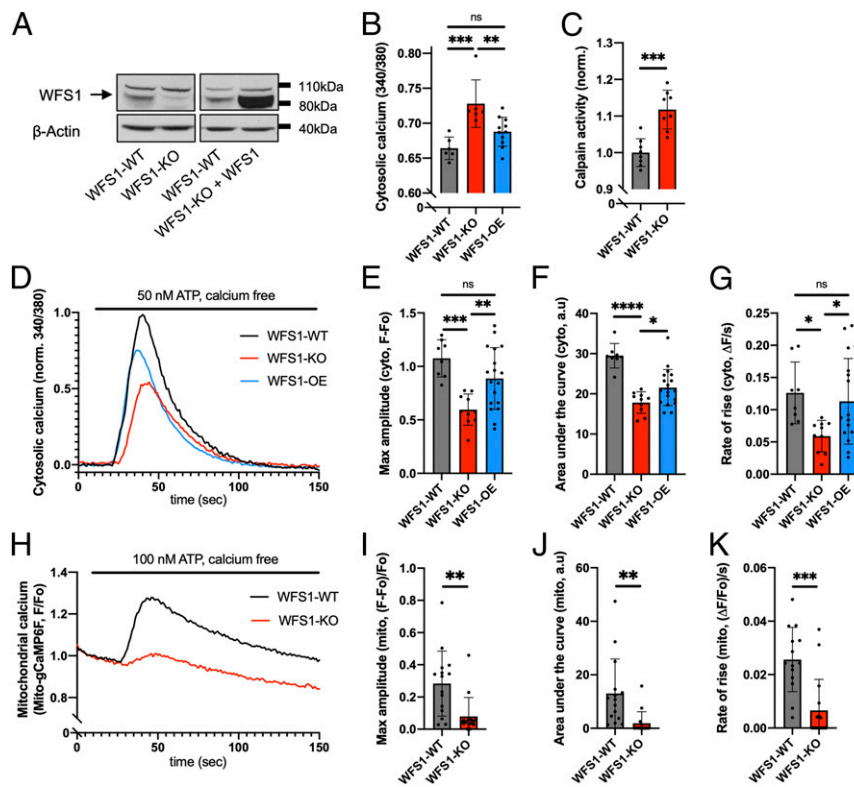 A
WFS1
β-Actin
110kDa
80kDa
40kDa
WFS1-WT
WFS1-KO
WFS1-WT
WFS1-KO + WFS1
B
Cytosolic calcium (340/380)
ns
***
**
0.80
0.75
0.70
0.65
0.60
0
WFS1-WT
WFS1-KO
WFS1-OE
C
Calpain activity (norm.)
***
1.3
1.2
1.1
1.0
0.9
0
WFS1-WT
WFS1-KO
D
50 nM ATP, calcium free
Cytosolic calcium (norm. 340/380)
1.0
0.5
0.0
WFS1-WT
WFS1-KO
WFS1-OE
0
50
100
150
time (sec)
E
Max amplitude (cyto, F-Fo)
ns
***
**
2.0
1.5
1.0
0.5
0.0
WFS1-WT
WFS1-KO
WFS1-OE
F
Area under the curve (cyto, a.u)
****
*
40
30
20
10
0
WFS1-WT
WFS1-KO
WFS1-OE
G
Rate of rise (cyto, ΔF/s)
ns
*
*
0.25
0.20
0.15
0.10
0.05
0.00
WFS1-WT
WFS1-KO
WFS1-OE
H
100 nM ATP, calcium free
Mitochondrial calcium
(Mito-gCaMP6F, F/Fo)
1.4
1.2
1.0
0
WFS1-WT
WFS1-KO
0
50
100
150
time (sec)
I
Max amplitude (mito, (F-Fo)/Fo)
**
1.0
0.8
0.6
0.4
0.2
0.0
WFS1-WT
WFS1-KO
J
Area under the curve (mito, a.u)
**
60
40
20
0
WFS1-WT
WFS1-KO
K
Rate of rise (mito, (ΔF/Fo)/s)
***
0.06
0.04
0.02
0.00
WFS1-WT
WFS1-KO